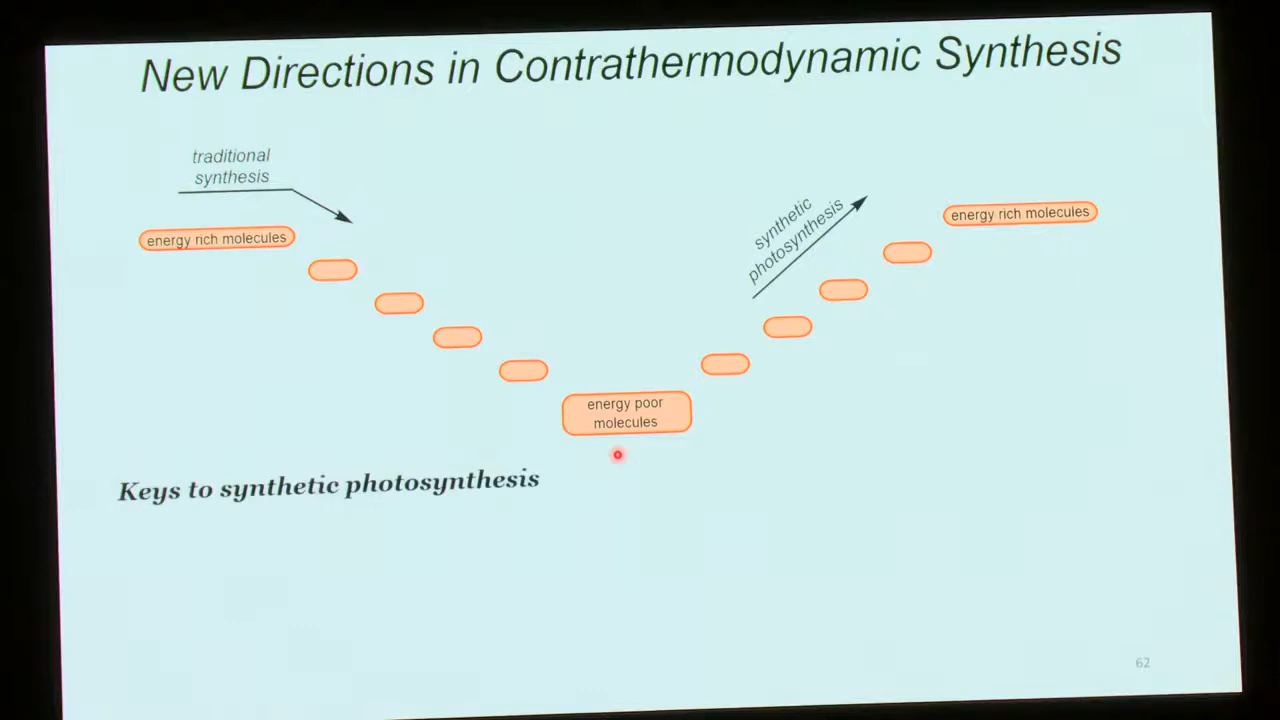 New Directions in Contrathermodynamic Synthesis
traditional
synthesis
energy rich molecules
synthetic
photosynthesis
energy rich molecules
energy poor
molecules
Keys to synthetic photosynthesis
62